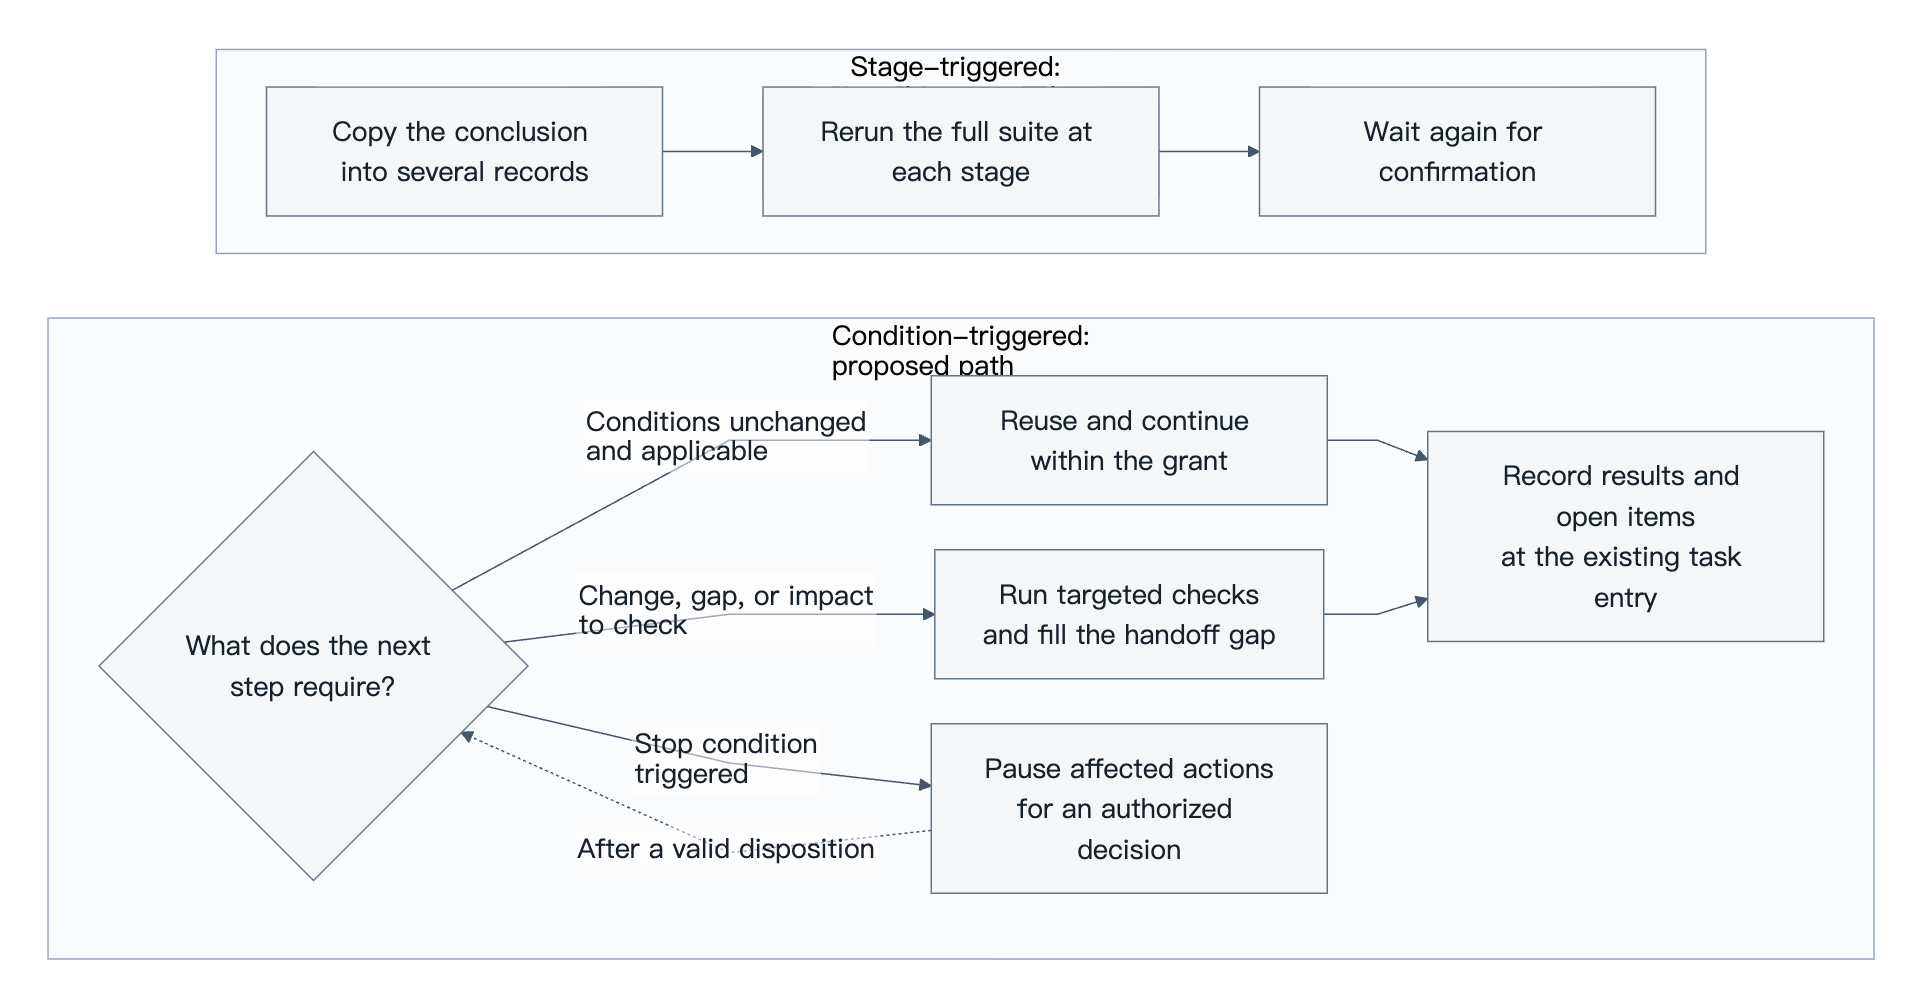 Stage-triggered:
Copy the conclusion
into several records
Rerun the full suite at
each stage
Wait again for
confirmation
Condition-triggered:
proposed path
Conditions unchanged
and applicable
Reuse and continue
within the grant
Record results and
open items
at the existing task
entry
Change, gap, or impact
to check
Run targeted checks
and fill the handoff gap
What does the next
step require?
Stop condition
triggered
Pause affected actions
for an authorized
decision
After a valid disposition